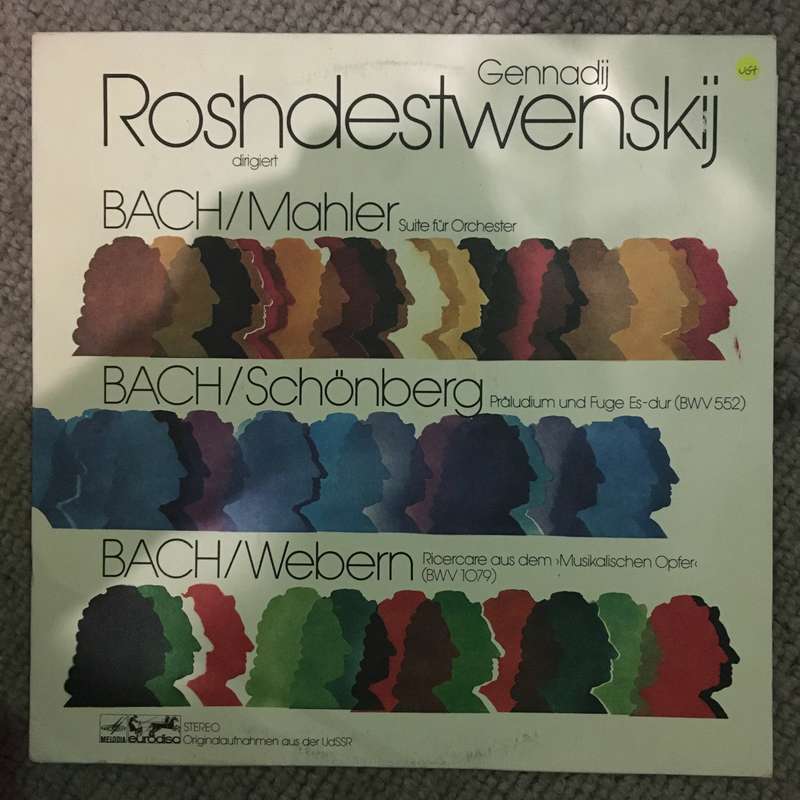 Gennadij
Roshdestwenskij
dirigiert
BACH/Mahler Suite für Orchester
BACH/Schönberg Präludium und Fuge Es-dur (BWV 552)
BACH/Webern Ricercare aus dem ›Musikalischen Opfer‹
(BWV 1079)
MELODIA eurodisc STEREO
Originalaufnahmen aus der UdSSR